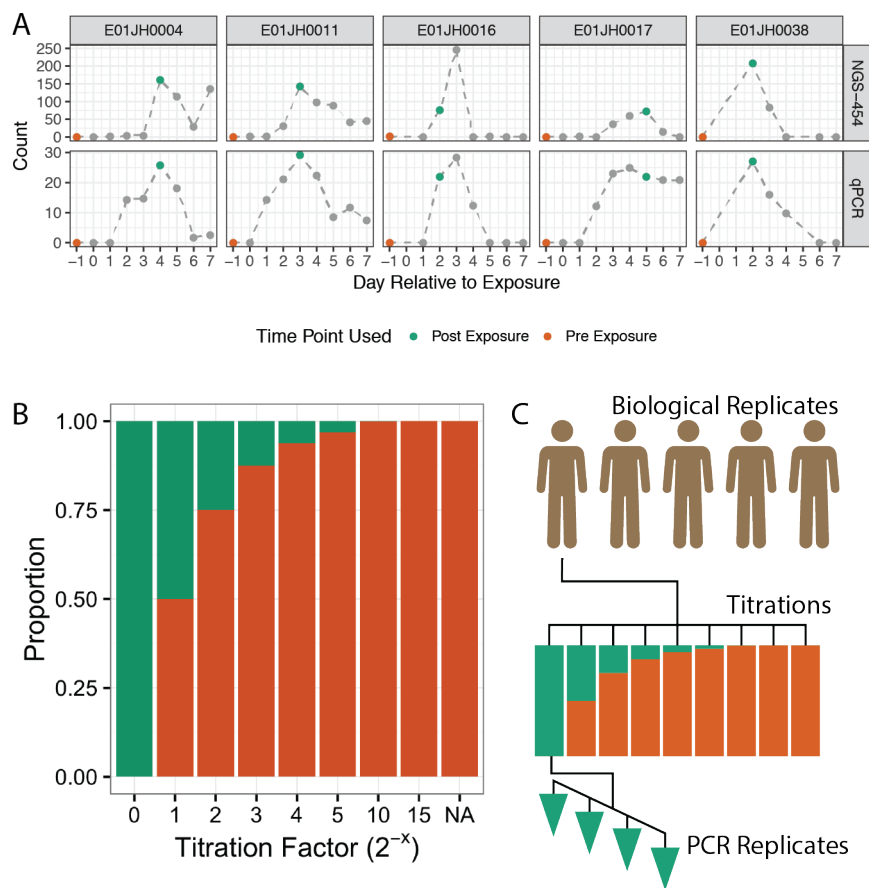 A
E01JH0004 E01JH0011 E01JH0016 E01JH0017 E01JH0038
Count
250
200
150
100
50
0
NGS-454
30
20
10
0
qPCR
−1 0 1 2 3 4 5 6 7 −1 0 1 2 3 4 5 6 7 −1 0 1 2 3 4 5 6 7 −1 0 1 2 3 4 5 6 7 −1 0 2 3 4 6 7
Day Relative to Exposure
Time Point Used Post Exposure Pre Exposure
B
Proportion
1.00
0.75
0.50
0.25
0.00
0 1 2 3 4 5 10 15 NA
Titration Factor (2⁻ˣ)
C
Biological Replicates
Titrations
PCR Replicates